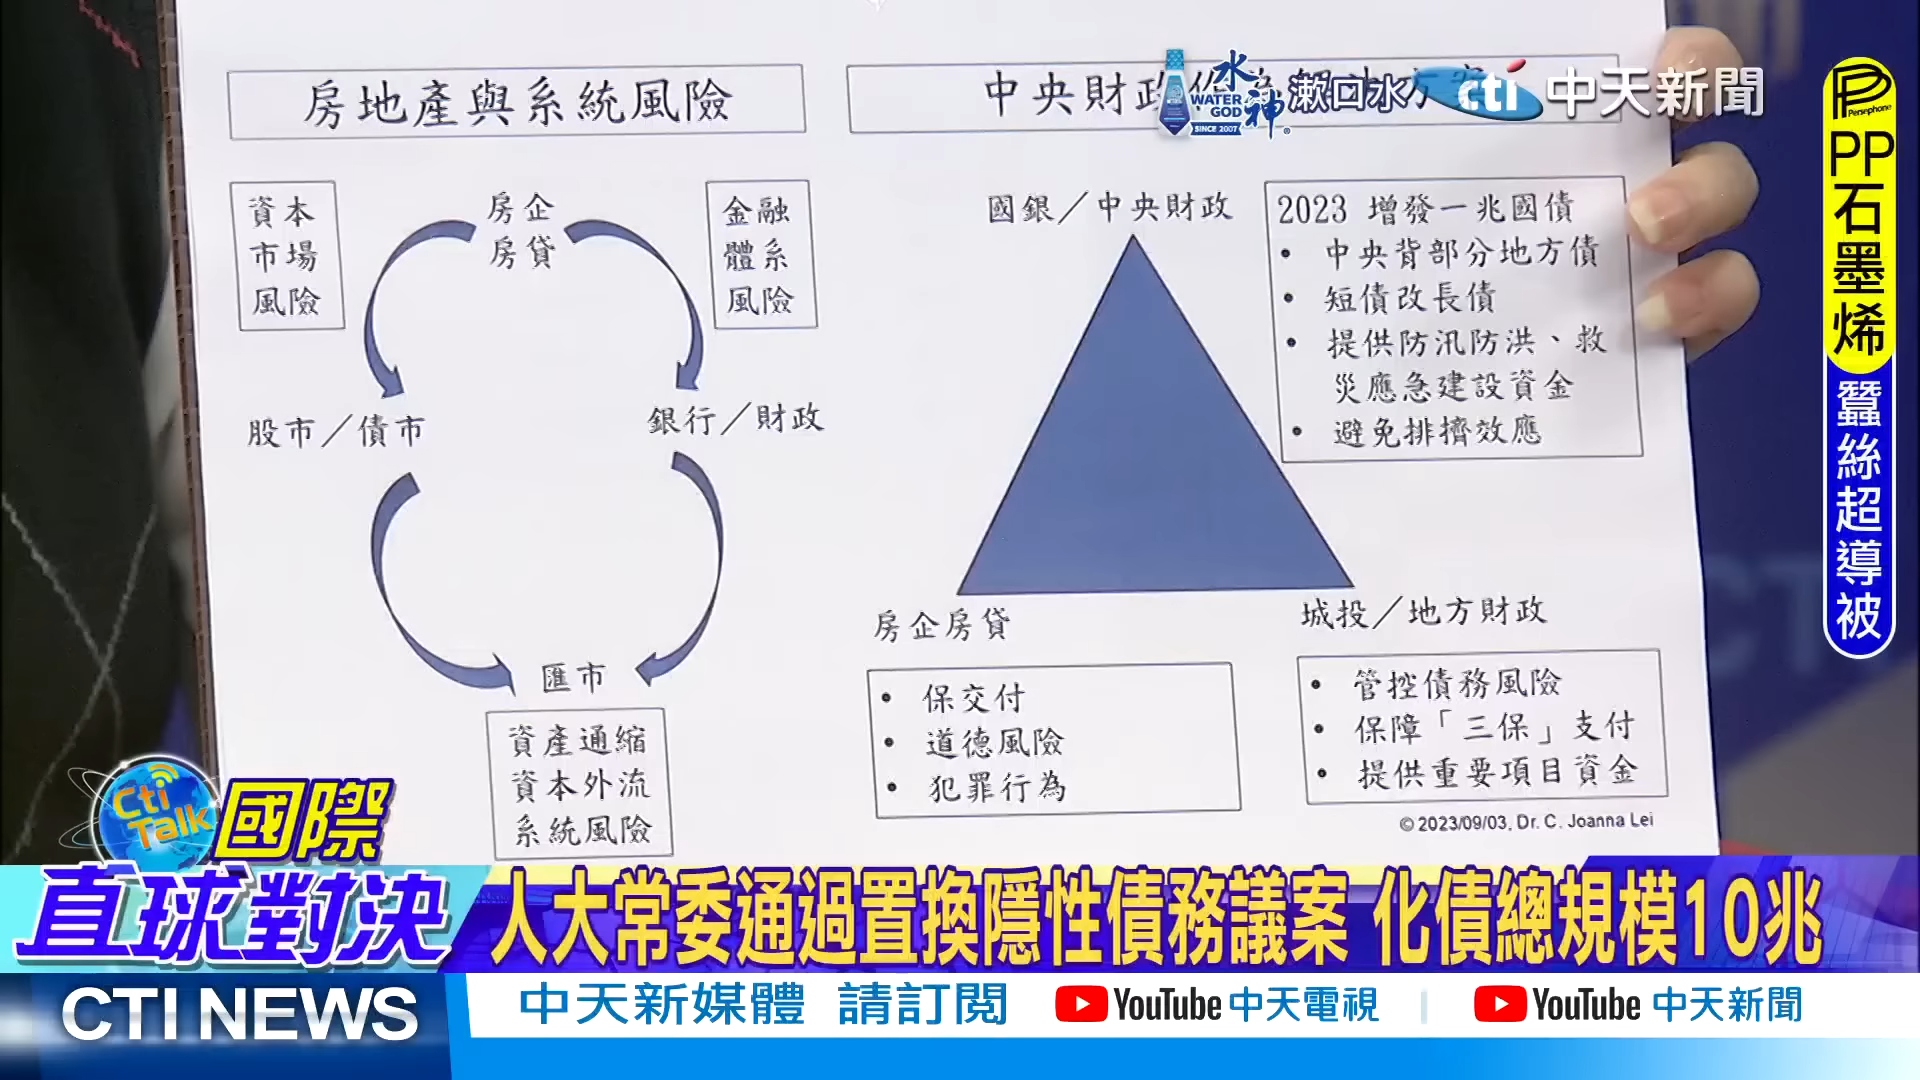 房地產與系統風險
資本
市場
風險
房企
房貸
金融
體系
風險
股市／債市
銀行／財政
匯市
資產通縮
資本外流
系統風險
中央財政
國銀／中央財政
2023 增發一兆國債
• 中央背部分地方債
• 短債改長債
• 提供防汛防洪、救
災應急建設資金
• 避免排擠效應
房企房貸
• 保交付
• 道德風險
• 犯罪行為
城投／地方財政
• 管控債務風險
• 保障「三保」支付
• 提供重要項目資金
© 2023/09/03, Dr. C. Joanna Lei
水神
WATER
GOD
SINCE 2007
漱口水
cti 中天新聞
Persephone
PP石墨烯
蠶絲超導被
Cti
Talk
國際
直球對決
人大常委通過置換隱性債務議案 化債總規模10兆
CTI NEWS
中天新媒體 請訂閱 YouTube 中天電視 | YouTube 中天新聞